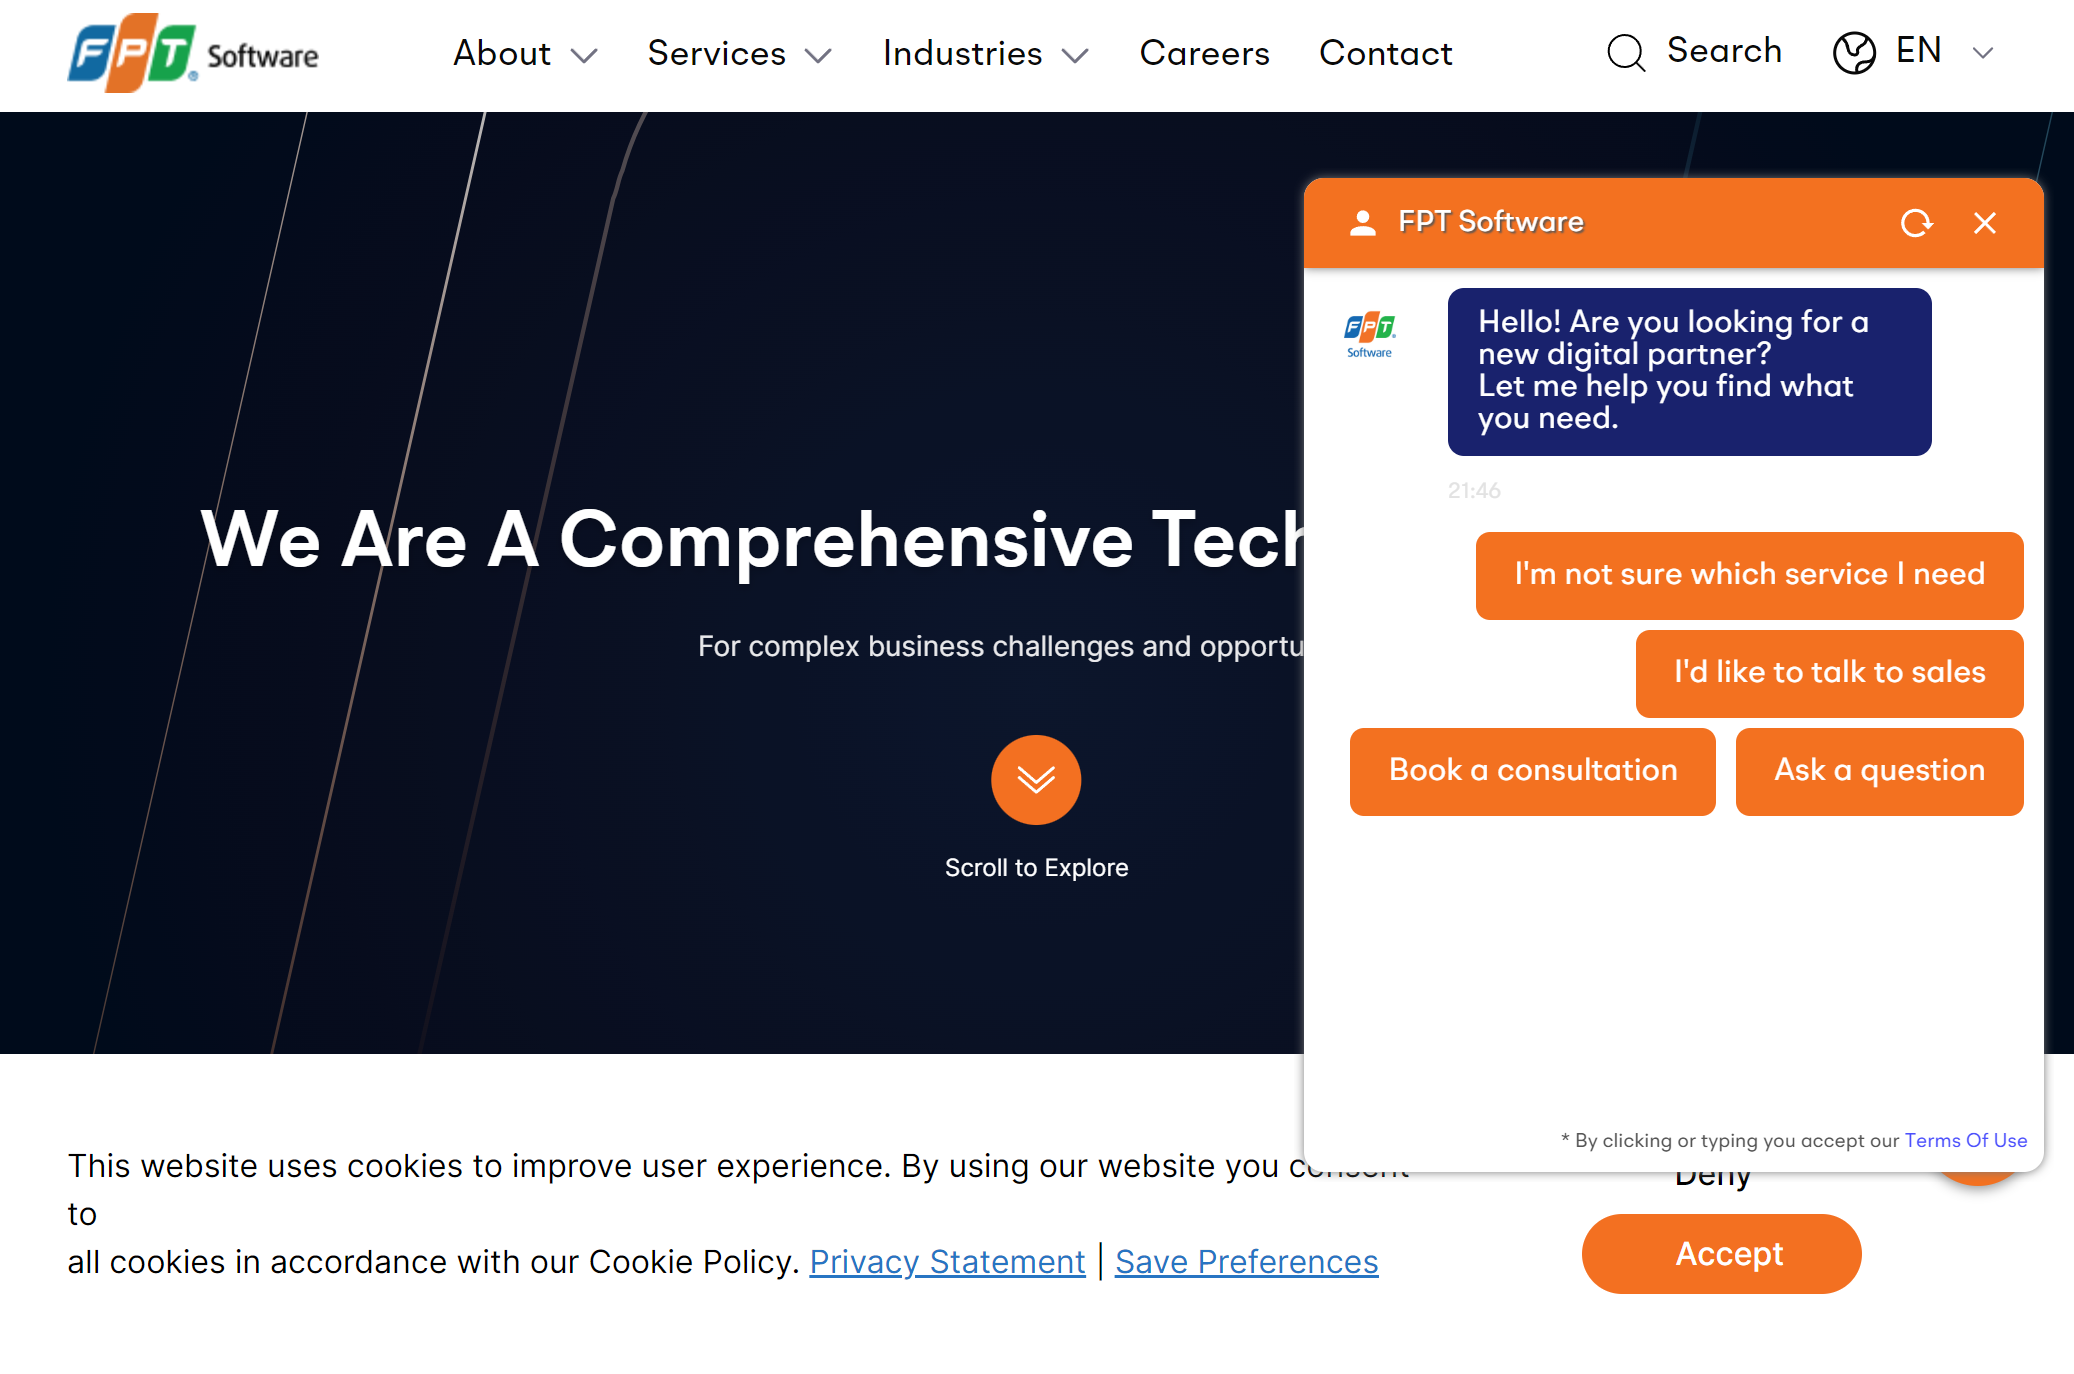 FPT Software
About
Services
Industries
Careers
Contact
Search
EN
We Are A Comprehensive Tech
For complex business challenges and opportu
Scroll to Explore
FPT Software
FPT
Software
Hello! Are you looking for a
new digital partner?
Let me help you find what
you need.
21:46
I'm not sure which service I need
I'd like to talk to sales
Book a consultation
Ask a question
* By clicking or typing you accept our Terms Of Use
This website uses cookies to improve user experience. By using our website you consent
to
all cookies in accordance with our Cookie Policy. Privacy Statement | Save Preferences
Deny
Accept